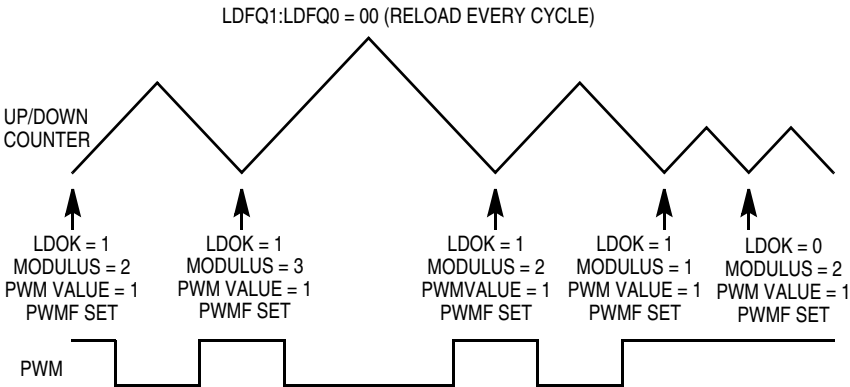 LDFQ1:LDFQ0 = 00 (RELOAD EVERY CYCLE)
UP/DOWN
COUNTER
LDOK = 1
MODULUS = 2
PWM VALUE = 1
PWMF SET
LDOK = 1
MODULUS = 3
PWM VALUE = 1
PWMF SET
LDOK = 1
MODULUS = 2
PWMVALUE = 1
PWMF SET
LDOK = 1
MODULUS = 1
PWM VALUE = 1
PWMF SET
LDOK = 0
MODULUS = 2
PWM VALUE = 1
PWMF SET
PWM